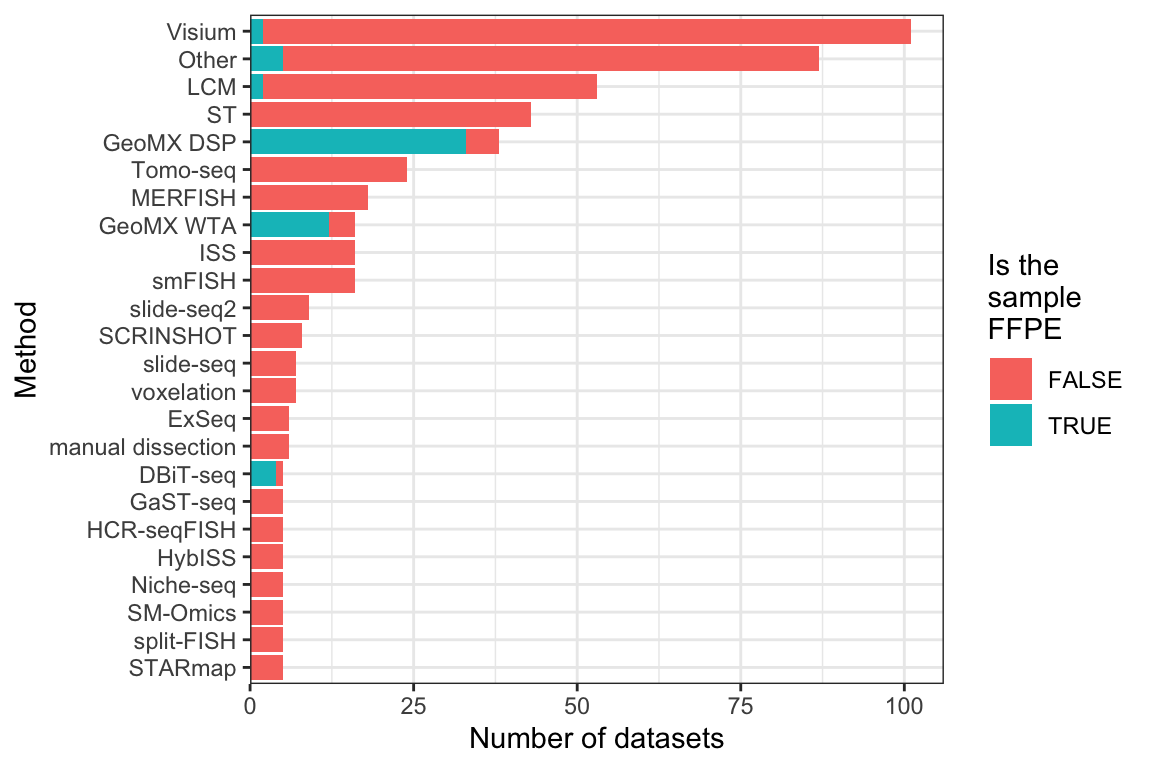 Visium
Other
LCM
ST
GeoMX DSP
Tomo-seq
MERFISH
GeoMX WTA
ISS
smFISH
slide-seq2
SCRINSHOT
slide-seq
voxelation
ExSeq
manual dissection
DBiT-seq
GaST-seq
HCR-seqFISH
HybISS
Niche-seq
SM-Omics
split-FISH
STARmap
Method
0 25 50 75 100
Number of datasets
Is the
sample
FFPE
FALSE
TRUE